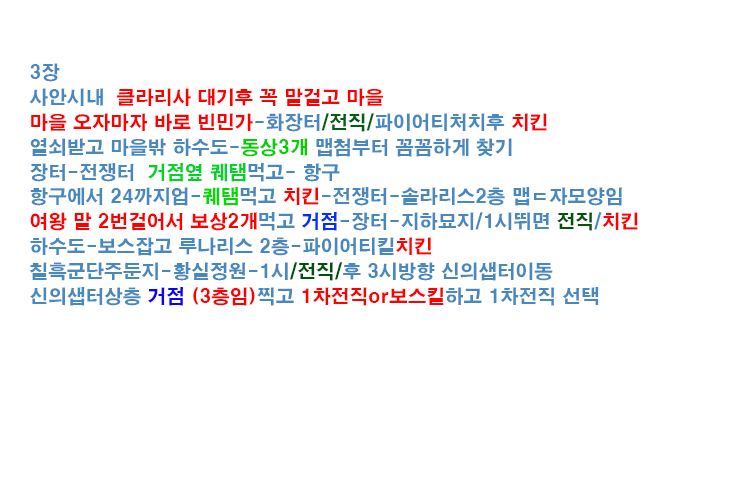 3장
사안시내  클라리사 대기후 꼭 말걸고 마을
마을 오자마자 바로 빈민가-화장터/전직/파이어티처치후 치킨
열쇠받고 마을밖 하수도-동상3개 맵첨부터 꼼꼼하게 찾기
장터-전쟁터  거점옆 퀘탬먹고- 항구
항구에서 24까지업-퀘탬먹고 치킨-전쟁터-솔라리스2층 맵ㄷ자모양임
여왕 말 2번걸어서 보상2개먹고 거점-장터-지하묘지/1시뛰면 전직/치킨
하수도-보스잡고 루나리스 2층-파이어티킬치킨
칠흑군단주둔지-황실정원-1시/전직/후 3시방향 신의샙터이동
신의샙터상층 거점 (3층임)찍고 1차전직or보스킬하고 1차전직 선택